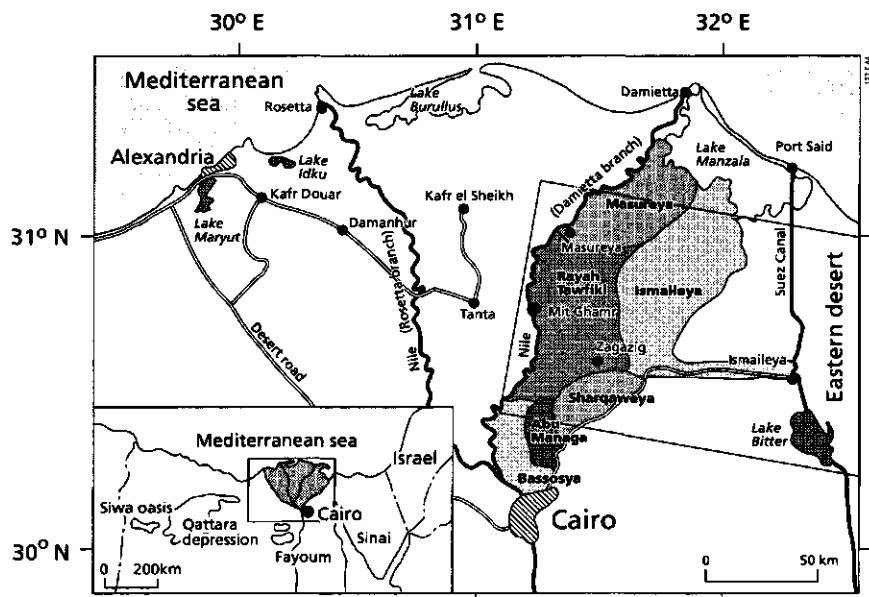 30° E
31° E
32° E
Mediterranean
sea
Rosetta
Lake
Burullus
Damietta
Port Said
Lake
Manzala
Alexandria
Lake
Idku
Kafr Douar
Kafr el Sheikh
(Damietta branch)
Masureya
31° N
Lake
Maryut
Damanhur
(Rosetta branch)
Nile
Tanta
Masureya
Rayah
Tawfiki
Mit Ghamr
Nile
Ismaileya
Suez Canal
Eastern desert
Desert road
Zagazig
Ismaileya
Sharqaweya
Abu
Managa
Lake
Bitter
Bassosya
Cairo
Mediterranean sea
Israel
Siwa oasis
Qattara
depression
Cairo
Sinai
Fayoum
30° N
0 200km
0 50 km